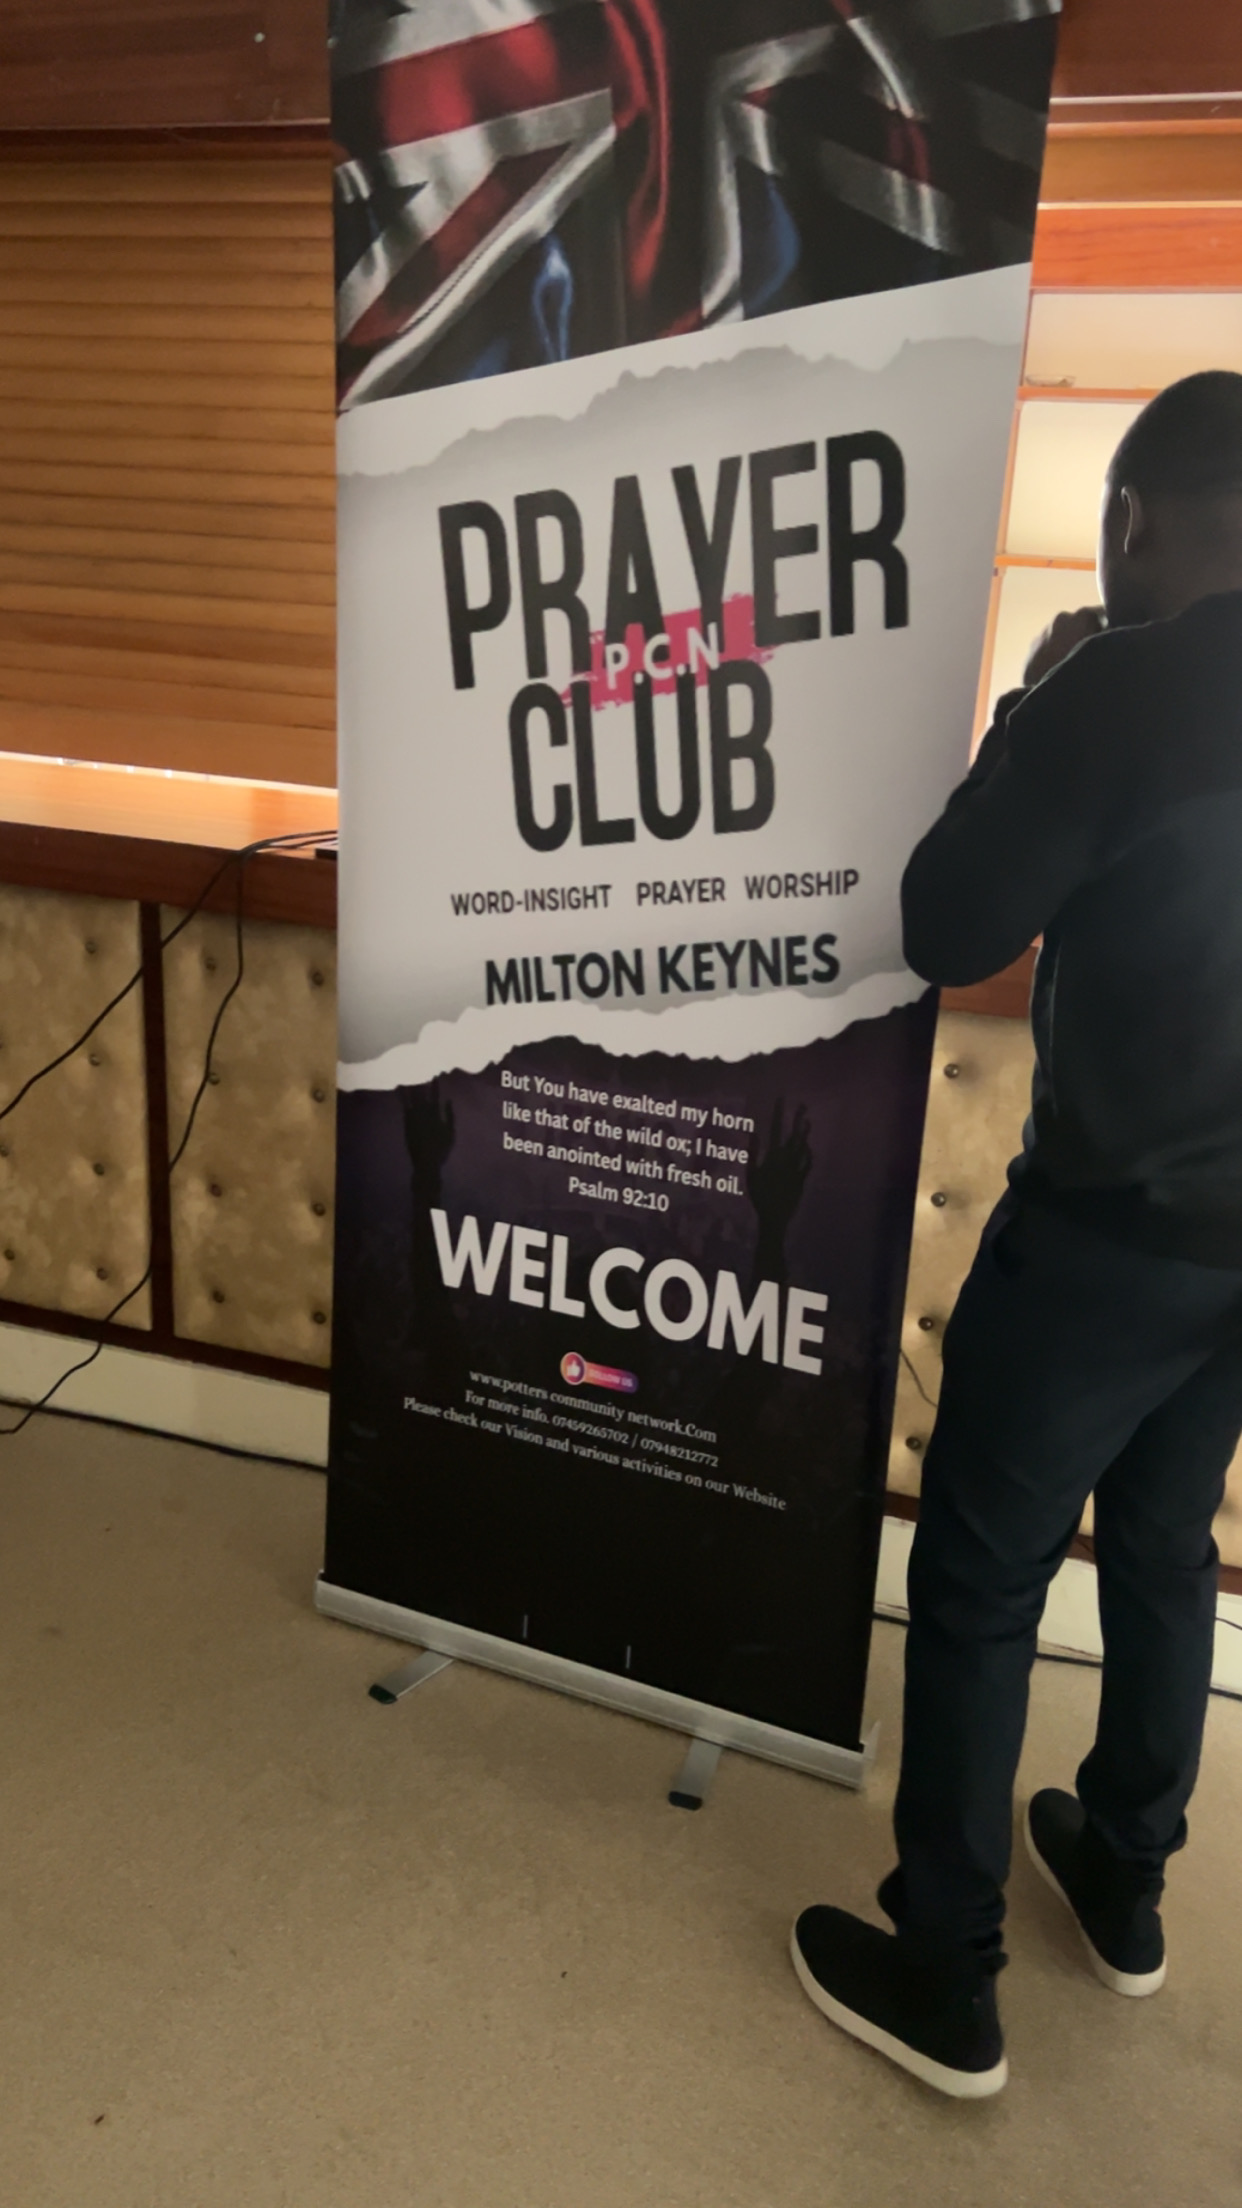 PRAYER
P.C.N
CLUB
WORD-INSIGHT PRAYER WORSHIP
MILTON KEYNES
But You have exalted my horn
like that of the wild ox; I have
been anointed with fresh oil.
Psalm 92:10
WELCOME
FOLLOW US
www.potters community network.Com
For more info. 07459265702 / 07948212772
Please check our Vision and various activities on our Website